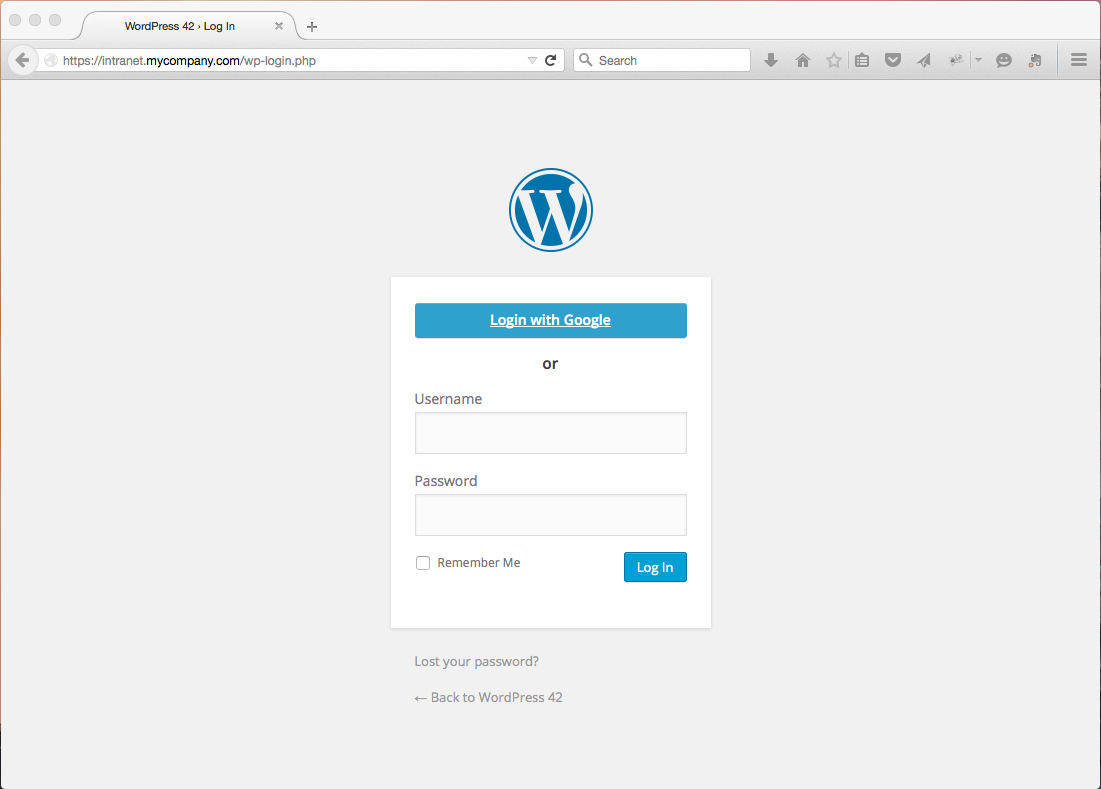 WordPress 42 › Log In
https://intranet.mycompany.com/wp-login.php
Search
Login with Google
or
Username
Password
Remember Me
Log In
Lost your password?
← Back to WordPress 42